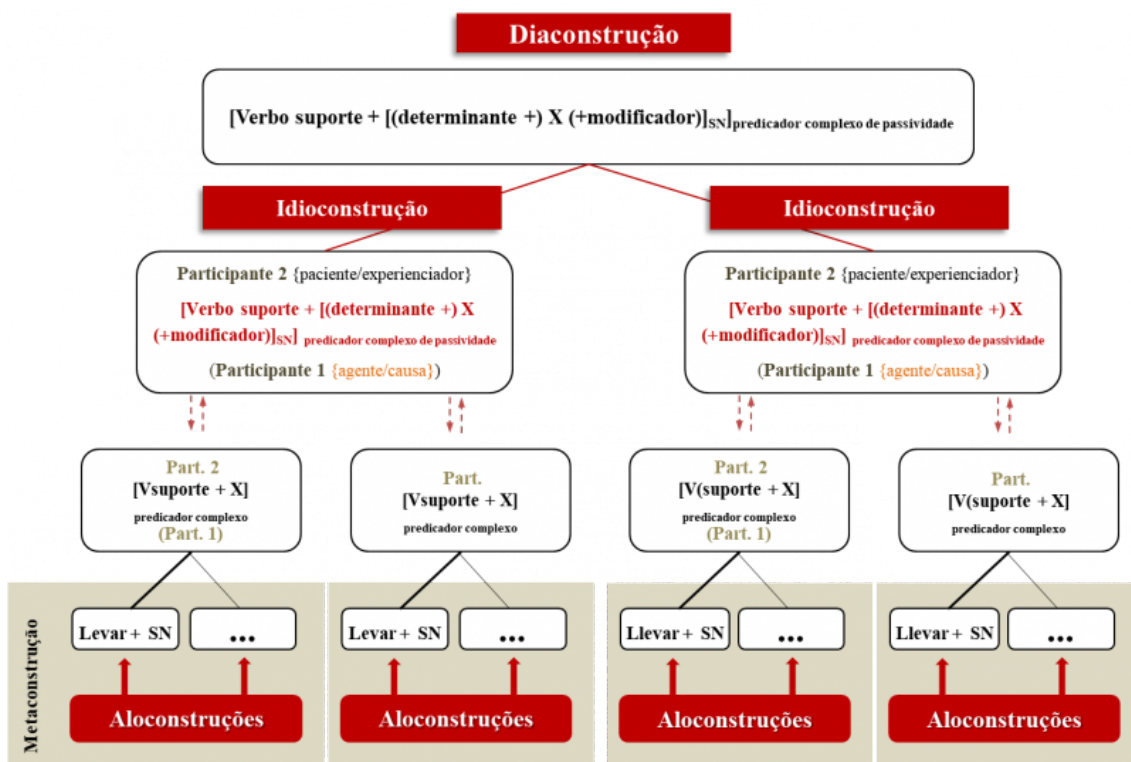 Diaconstrução
[Verbo suporte + [(determinante +) X (+modificador)]SN]predicador complexo de passividade
Idioconstrução
Idioconstrução
Participante 2 {paciente/experienciador}
[Verbo suporte + [(determinante +) X
(+modificador)]SN] predicador complexo de passividade
(Participante 1 {agente/causa})
Participante 2 {paciente/experienciador}
[Verbo suporte + [(determinante +) X
(+modificador)]SN] predicador complexo de passividade
(Participante 1 {agente/causa})
Part. 2
[Vsuporte + X]
predicador complexo
(Part. 1)
Part.
[Vsuporte + X]
predicador complexo
Part. 2
[V(suporte + X]
predicador complexo
(Part. 1)
Part.
[V(suporte + X]
predicador complexo
Metaconstrução
Levar + SN
...
Levar + SN
...
Llevar + SN
...
Llevar + SN
...
Aloconstruções
Aloconstruções
Aloconstruções
Aloconstruções